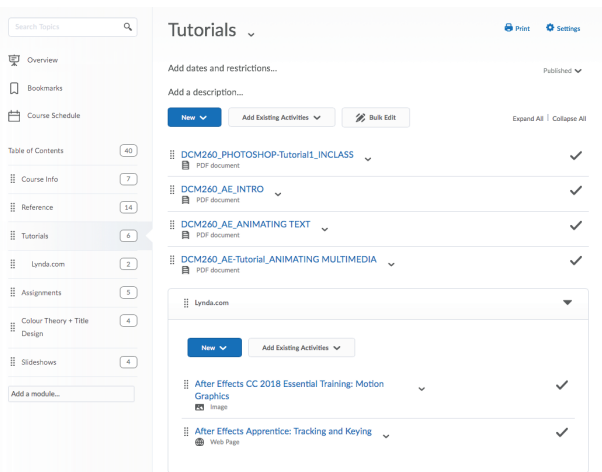 Search Topics
Overview
Bookmarks
Course Schedule
Table of Contents 40
Course Info 7
Reference 14
Tutorials 6
Lynda.com 2
Assignments 5
Colour Theory + Title
Design 4
Slideshows 4
Add a module...
Tutorials
Print Settings
Add dates and restrictions...
Published
Add a description...
New Add Existing Activities Bulk Edit
Expand All | Collapse All
DCM260_PHOTOSHOP-Tutorial1_INCLASS
PDF document
DCM260_AE_INTRO
PDF document
DCM260_AE_ANIMATING TEXT
PDF document
DCM260_AE-Tutorial_ANIMATING MULTIMEDIA
PDF document
Lynda.com
New Add Existing Activities
After Effects CC 2018 Essential Training: Motion
Graphics
Image
After Effects Apprentice: Tracking and Keying
Web Page